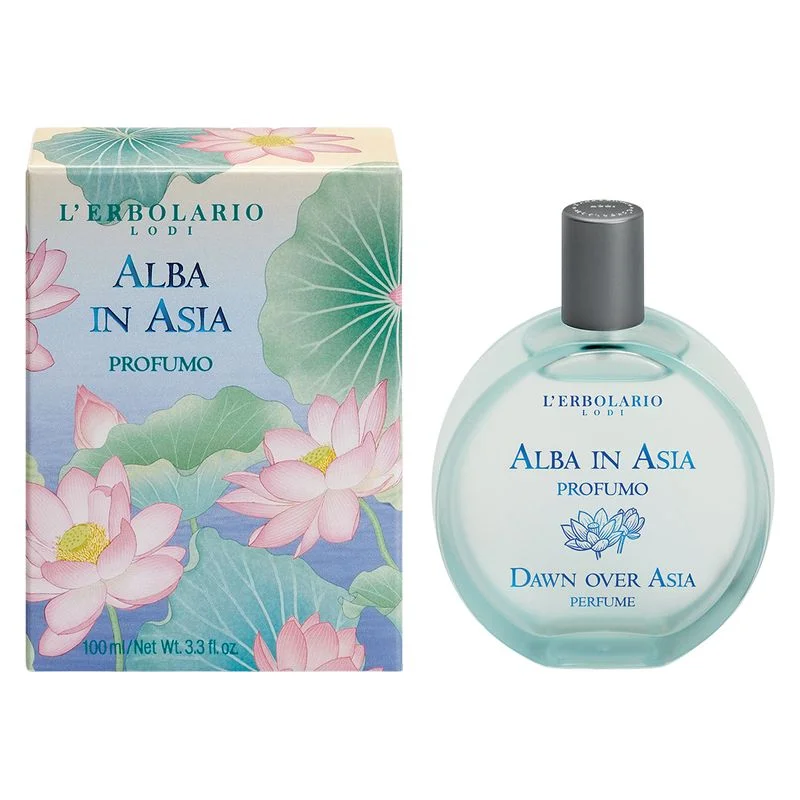 L'ERBOLARIO
LODI
ALBA
IN ASIA
PROFUMO
100 ml/Net Wt. 3.3 fl. oz.
L'ERBOLARIO
LODI
ALBA IN ASIA
PROFUMO
DAWN OVER ASIA
PERFUME